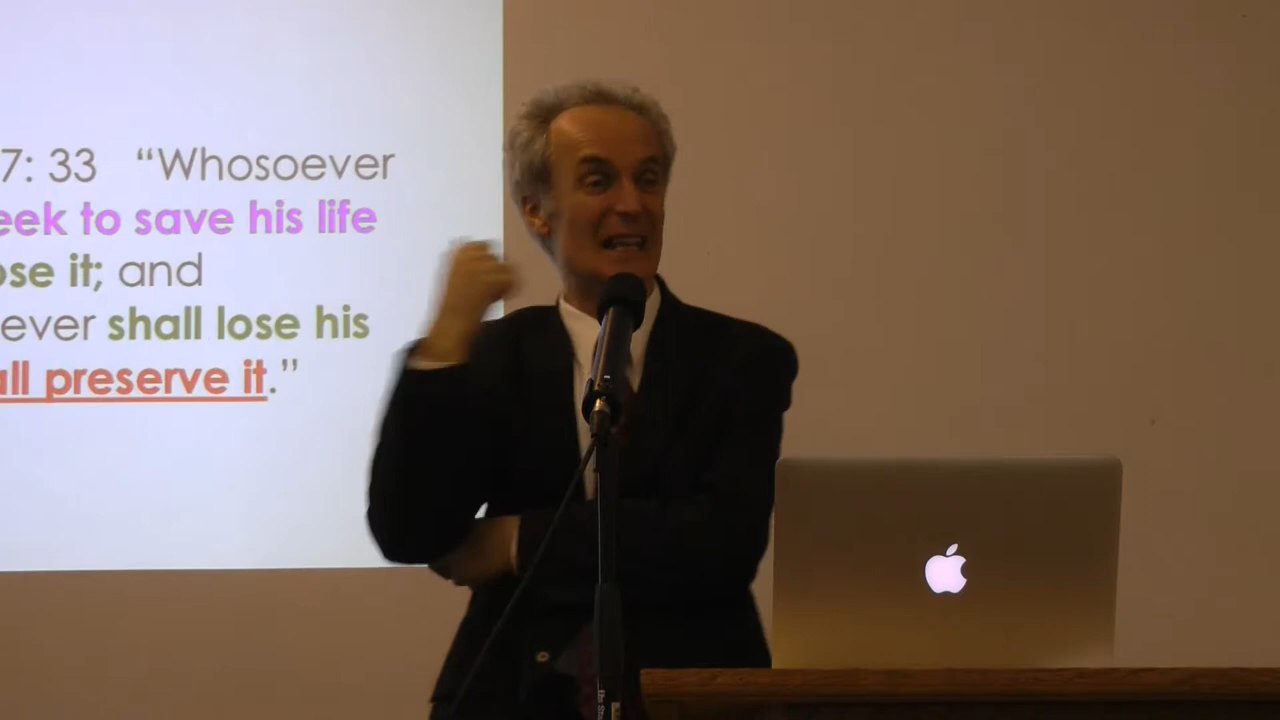 7: 33 “Whosoever
eek to save his life
ose it; and
ever shall lose his
all preserve it.”